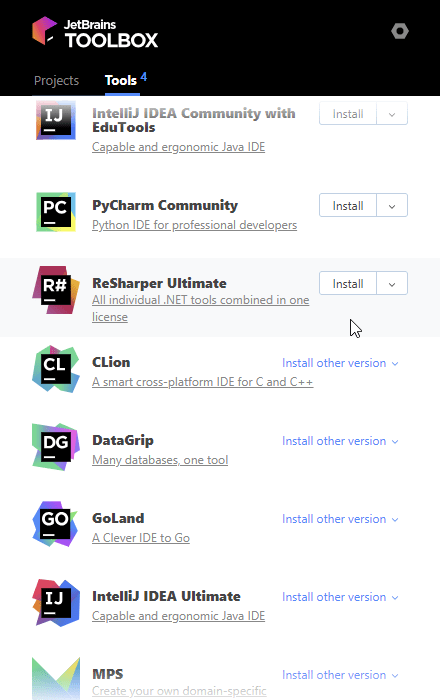 JetBrains
TOOLBOX
Projects
Tools 4
IJ
IntelliJ IDEA Community with
EduTools
Capable and ergonomic Java IDE
Install
PC
PyCharm Community
Python IDE for professional developers
Install
R#
ReSharper Ultimate
All individual .NET tools combined in one
license
Install
CL
CLion
A smart cross-platform IDE for C and C++
Install other version
DG
DataGrip
Many databases, one tool
Install other version
GO
GoLand
A Clever IDE to Go
Install other version
IJ
IntelliJ IDEA Ultimate
Capable and ergonomic Java IDE
Install other version
MPS
Create your own domain-specific
Install other version